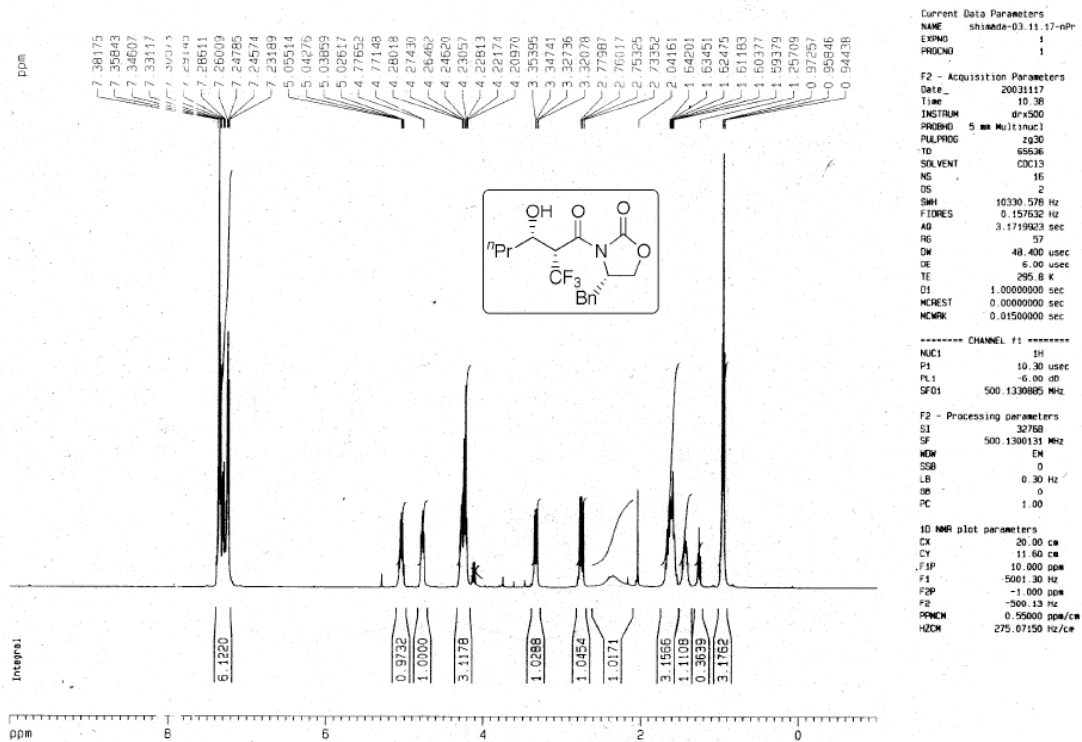 ppm
7.38175
7.35843
7.34607
7.33117
7.28611
7.26009
7.24785
7.24574
7.23189
5.05514
5.04276
5.03859
5.02617
4.77652
4.77148
4.28018
4.27430
4.26462
4.24620
4.23057
4.22813
4.22174
4.20970
3.35395
3.34741
3.32736
3.32078
2.77987
2.76017
2.75325
2.73352
2.04161
1.64201
1.63451
1.62475
1.61183
1.60377
1.59379
1.25709
0.97257
0.95846
0.94438
OH O O
nPr N O
CF3
Bn
Integral
6.1220
0.9732
1.0000
3.1178
1.0288
1.0454
1.0171
3.1566
1.1108
0.3639
3.1762
ppm 8 6 4 2 0
Current Data Parameters
NAME shimada-03.11.17-nPr
EXPNO 1
PROCNO 1
F2 - Acquisition Parameters
Date_ 20031117
Time 10.38
INSTRUM drx500
PROBHD 5 mm Multinucl
PULPROG zg30
TD 65536
SOLVENT CDCl3
NS 16
DS 2
SWH 10330.578 Hz
FIDRES 0.157632 Hz
AQ 3.1719923 sec
RG 57
DW 48.400 usec
DE 6.00 usec
TE 295.8 K
D1 1.00000000 sec
MCREST 0.00000000 sec
MCWRK 0.01500000 sec
======== CHANNEL f1 ========
NUC1 1H
P1 10.30 usec
PL1 -6.00 dB
SFO1 500.1330885 MHz
F2 - Processing parameters
SI 32768
SF 500.1300131 MHz
WDW EM
SSB 0
LB 0.30 Hz
GB 0
PC 1.00
1D NMR plot parameters
CX 20.00 cm
CY 11.60 cm
F1P 10.000 ppm
F1 5001.30 Hz
F2P -1.000 ppm
F2 -500.13 Hz
PPMCM 0.55000 ppm/cm
HZCM 275.07150 Hz/cm